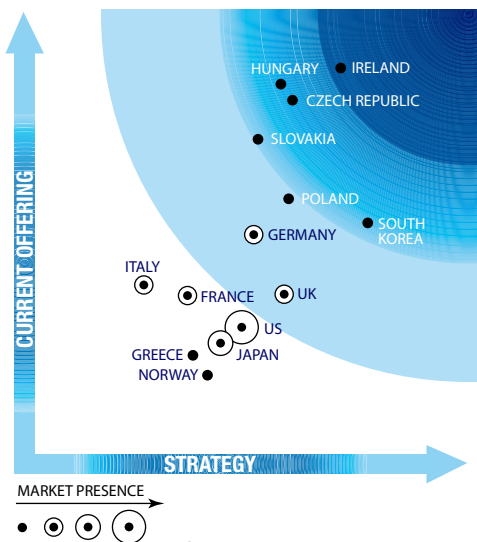 HUNGARY
IRELAND
CZECH REPUBLIC
SLOVAKIA
POLAND
SOUTH
KOREA
GERMANY
ITALY
FRANCE
UK
US
JAPAN
GREECE
NORWAY
CURRENT OFFERING
STRATEGY
MARKET PRESENCE